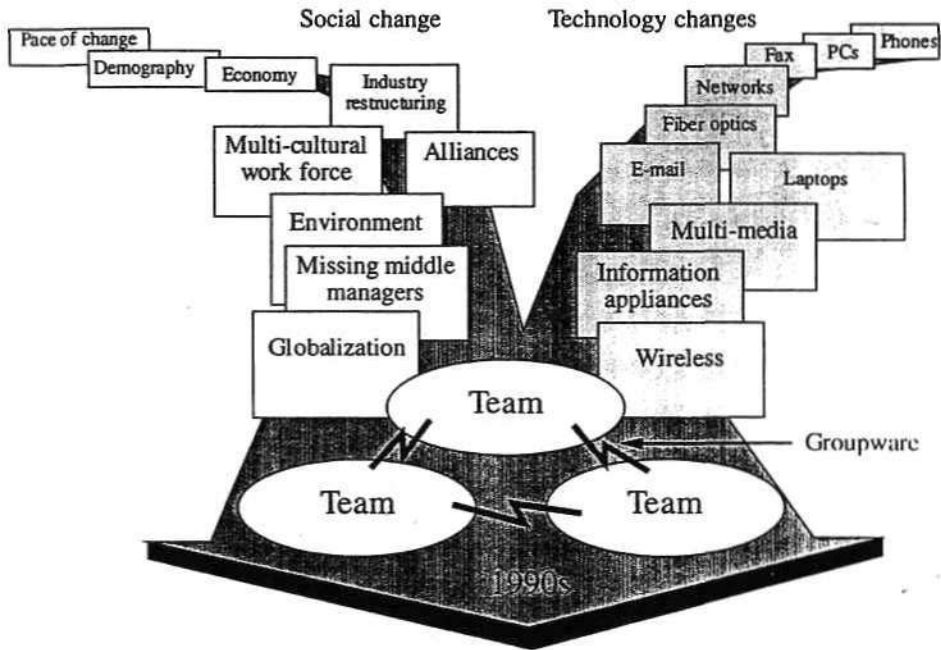 Social change
Technology changes
Pace of change
Demography
Economy
Industry
restructuring
Multi-cultural
work force
Alliances
Environment
Missing middle
managers
Globalization
Phones
PCs
Fax
Networks
Fiber optics
E-mail
Laptops
Multi-media
Information
appliances
Wireless
Team
Groupware
Team
Team
1990s